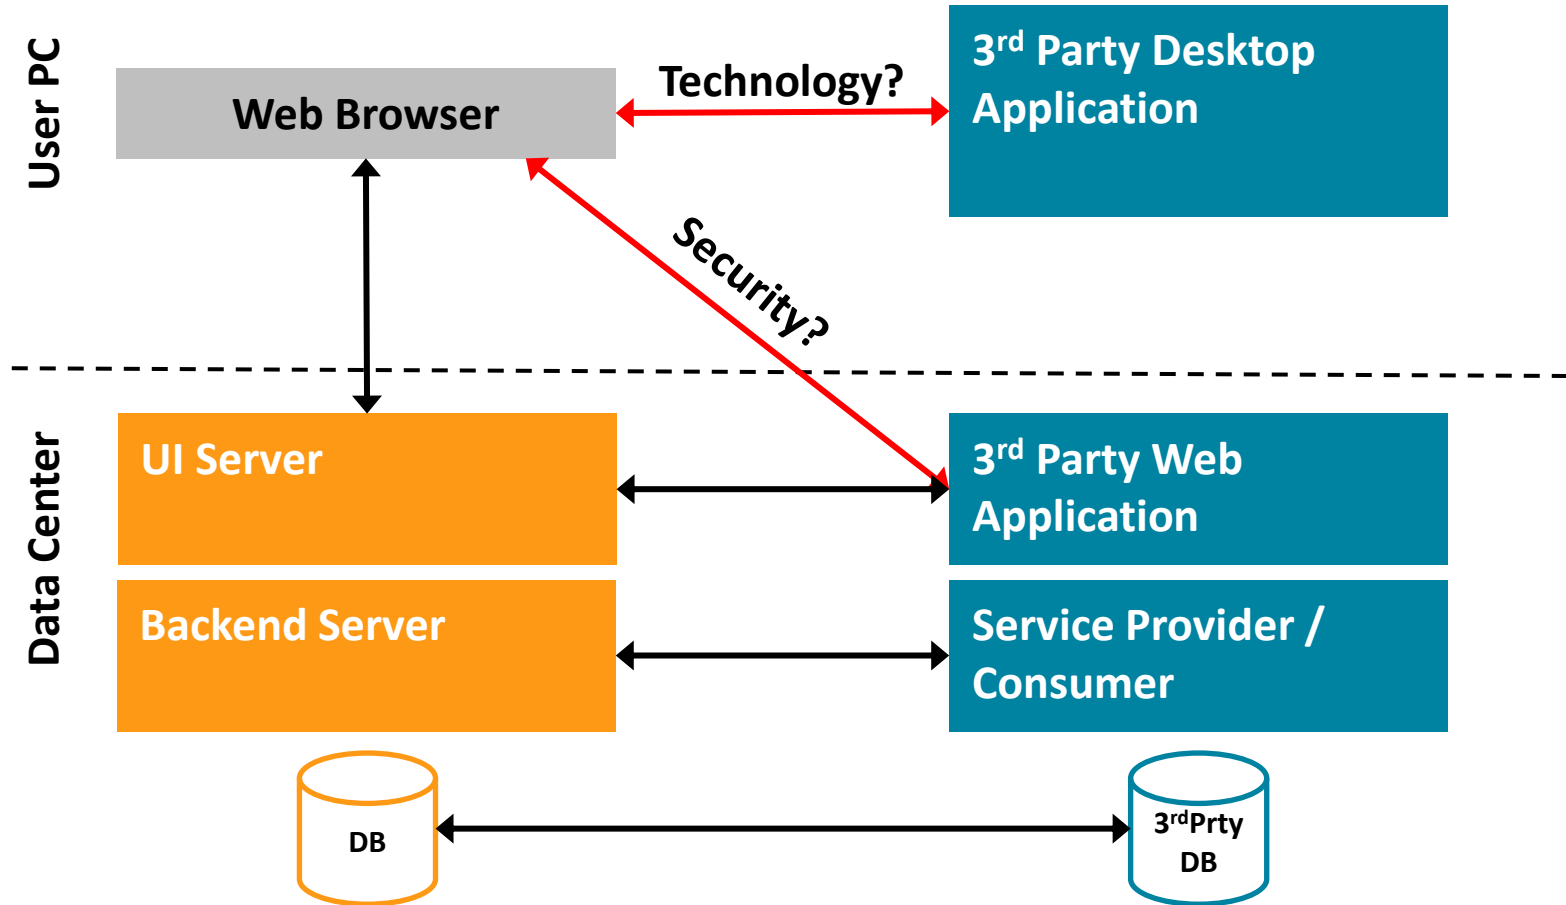 User PC
Web Browser
Technology?
3rd Party Desktop
Application
Security?
Data Center
UI Server
3rd Party Web
Application
Backend Server
Service Provider /
Consumer
DB
3rdPrty
DB